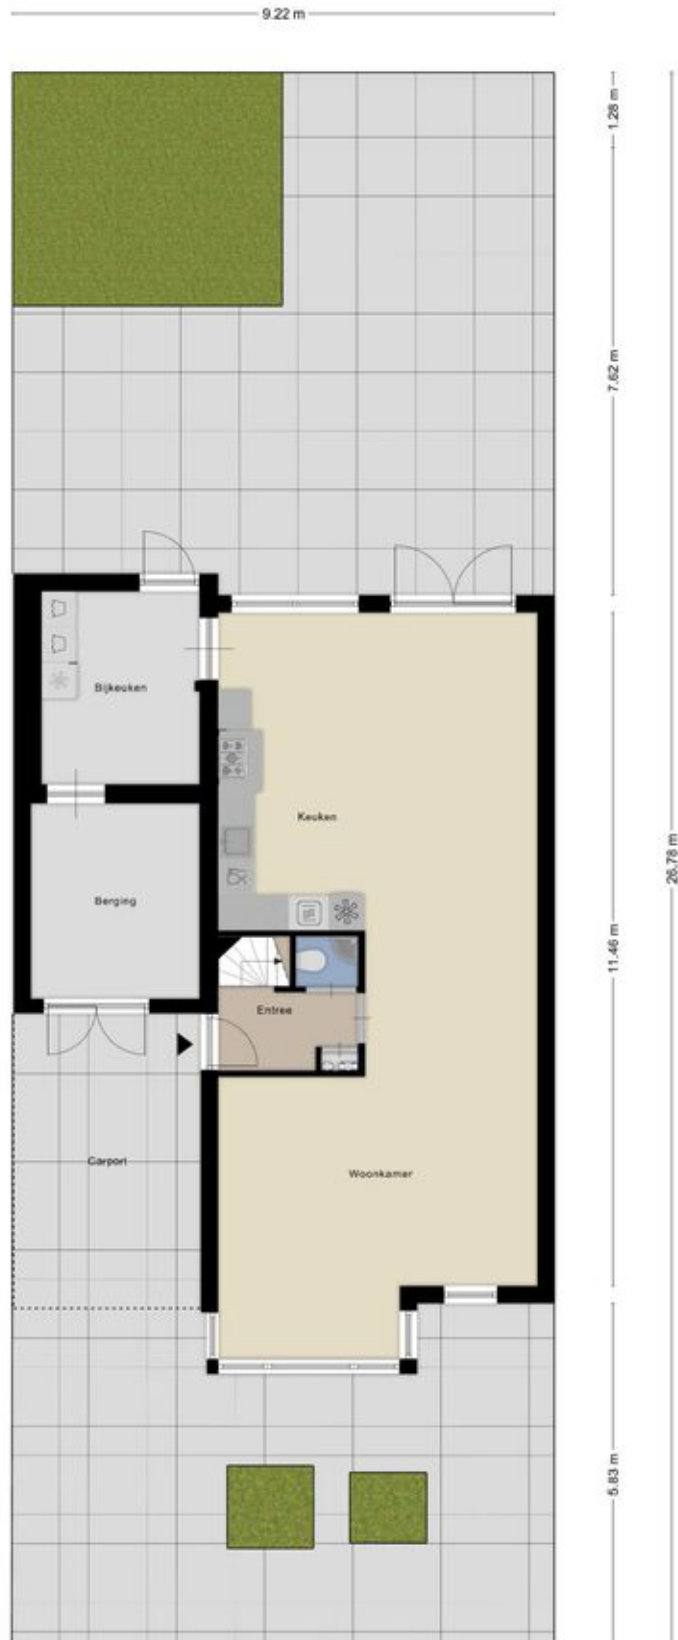 9.22 m
1.28 m
7.62 m
Bijkeuken
Keuken
26.78 m
Berging
11.46 m
Entree
Carport
Woonkamer
5.83 m